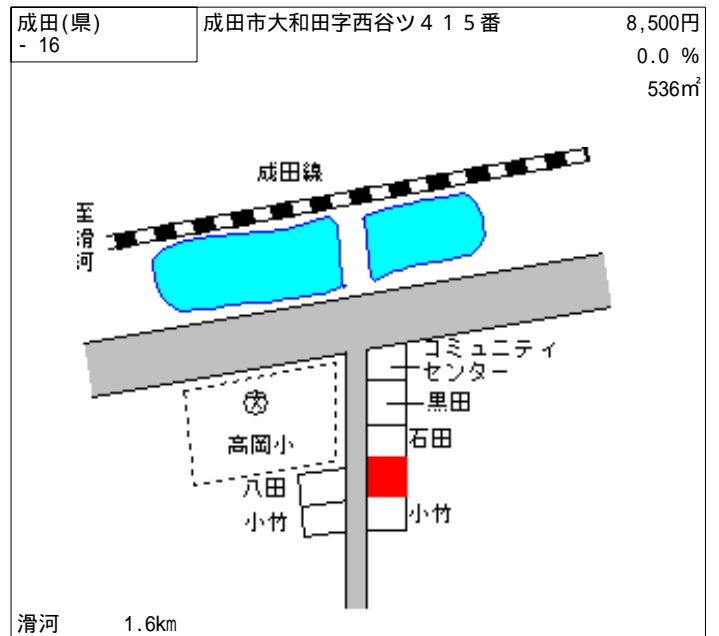 成田(県)
- 16
成田市大和田字西谷ツ４１５番
8,500円
0.0 %
536㎡
成田線
至滑河
コミュニティ
センター
黒田
石田
文
高岡小
八田
小竹
小竹
滑河 1.6km